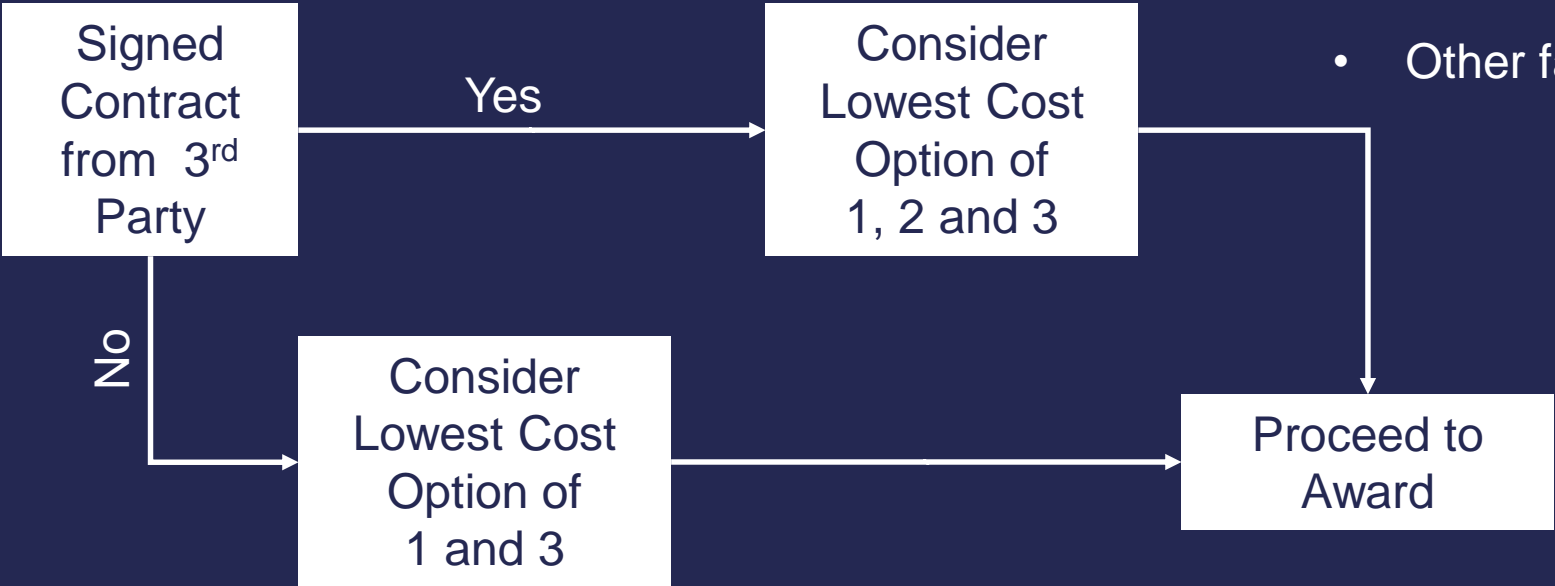 Signed
Contract
from 3rd
Party
Yes
Consider
Lowest Cost
Option of
1, 2 and 3
• Other
No
Consider
Lowest Cost
Option of
1 and 3
Proceed to
Award